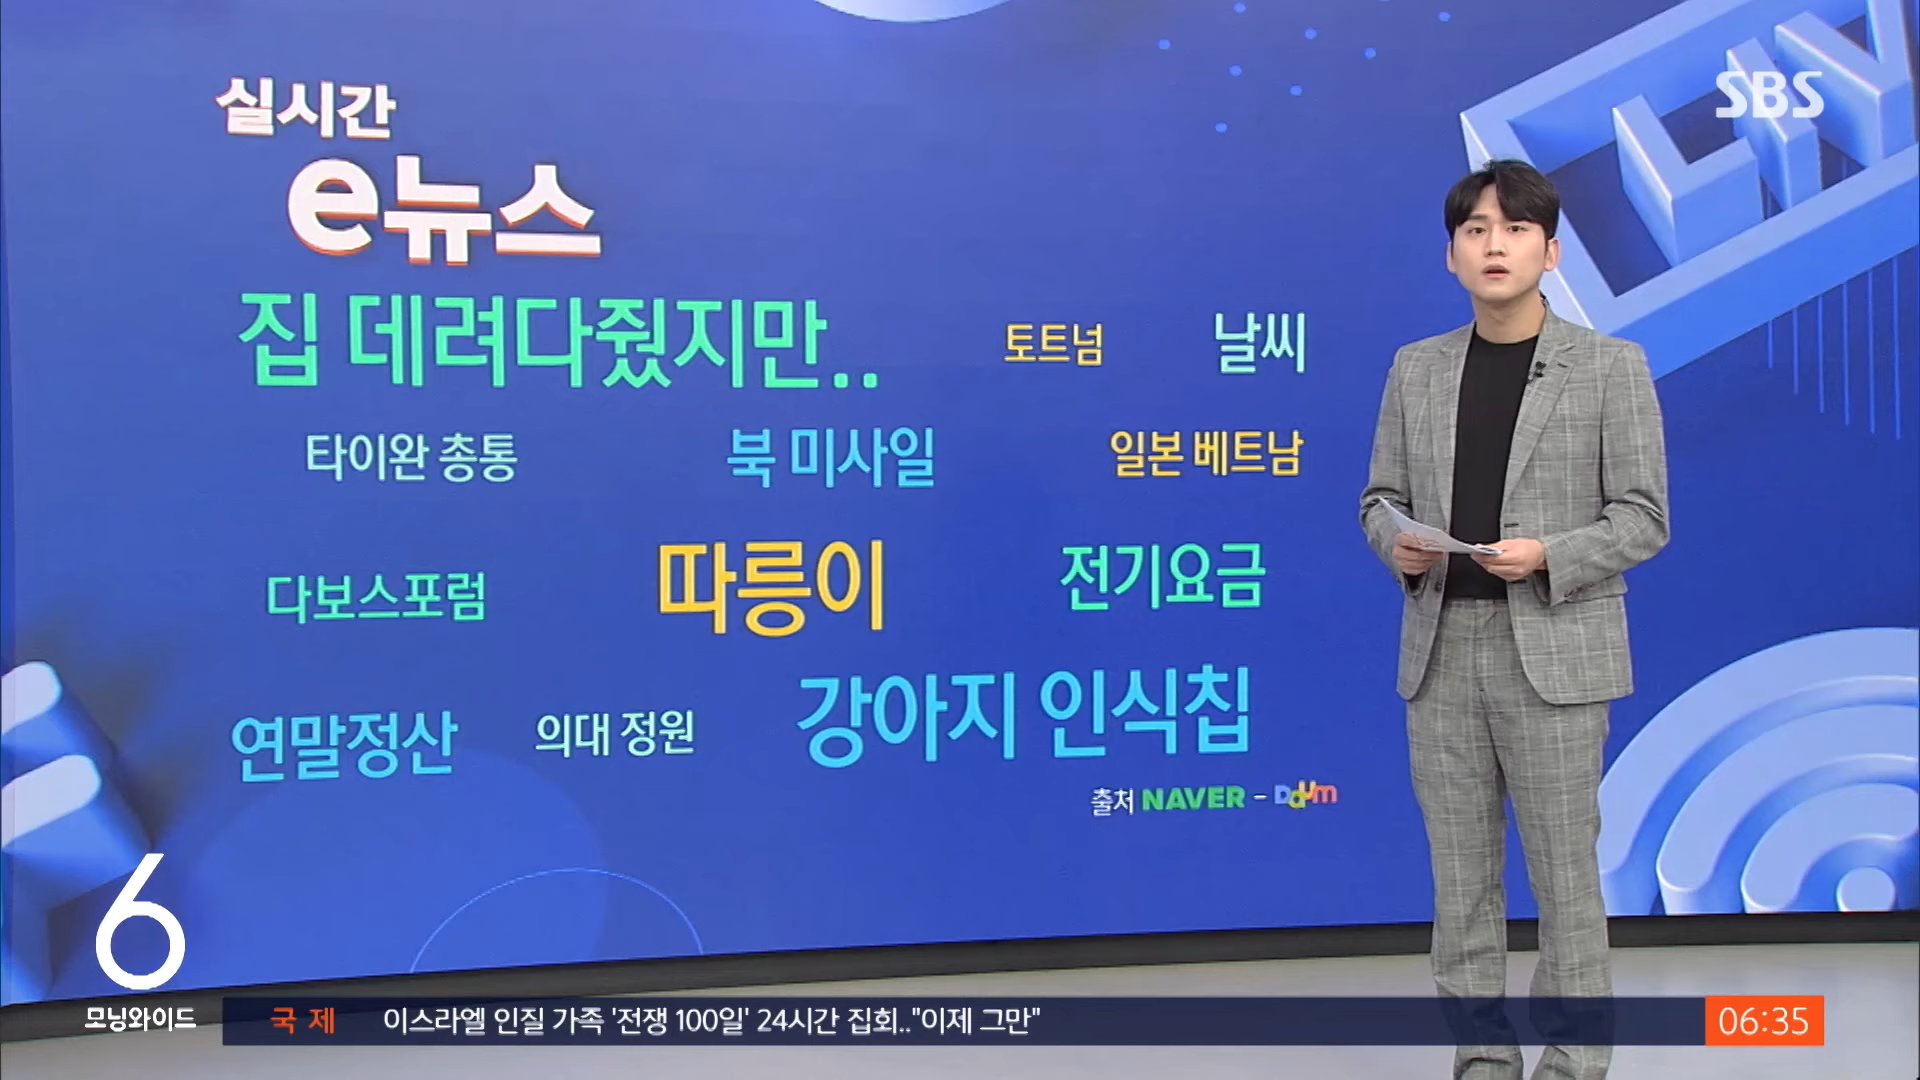 실시간
e뉴스
SBS
LIV
집 데려다줬지만..
토트넘
날씨
타이완 총통
북 미사일
일본 베트남
다보스포럼
따릉이
전기요금
연말정산
의대 정원
강아지 인식칩
출처 NAVER - Daum
6
모닝와이드
국 제
이스라엘 인질 가족 '전쟁 100일' 24시간 집회.."이제 그만"
06:35